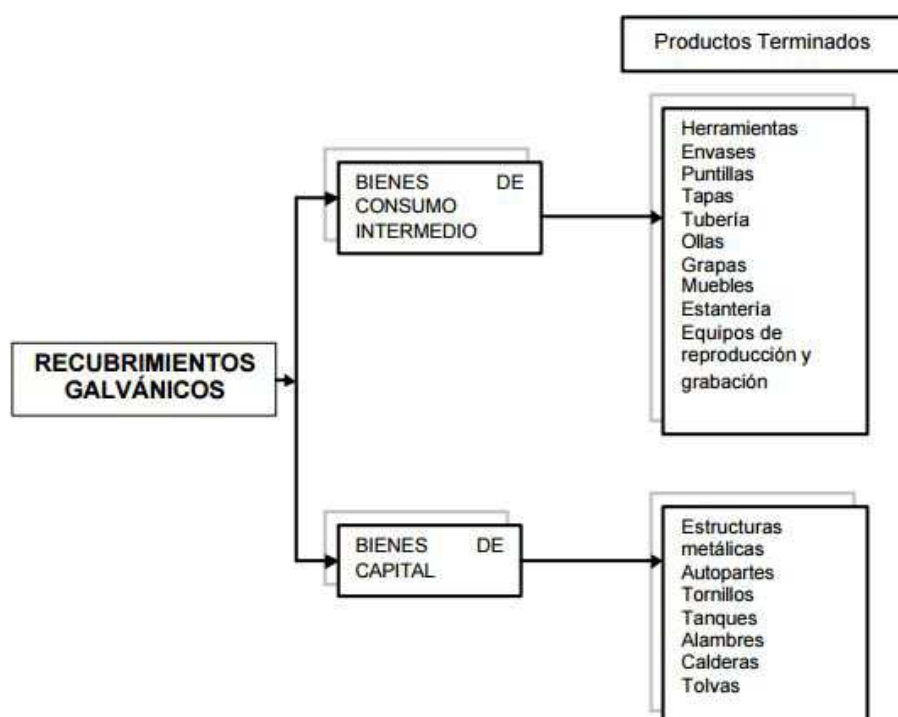 Productos Terminados
BIENES DE
CONSUMO
INTERMEDIO
Herramientas
Envases
Puntillas
Tapas
Tubería
Ollas
Grapas
Muebles
Estantería
Equipos de
reproducción y
grabación
RECUBRIMIENTOS
GALVÁNICOS
BIENES DE
CAPITAL
Estructuras
metálicas
Autopartes
Tornillos
Tanques
Alambres
Calderas
Tolvas